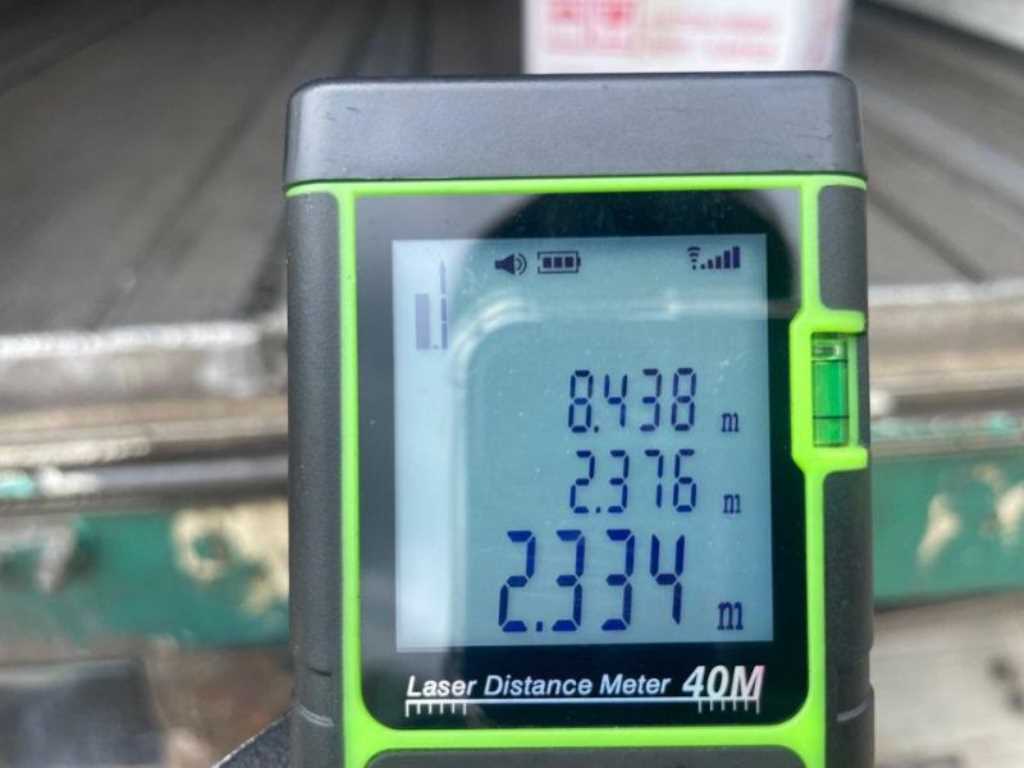 8.438 m
2.376 m
2.334 m
Laser Distance Meter 40M